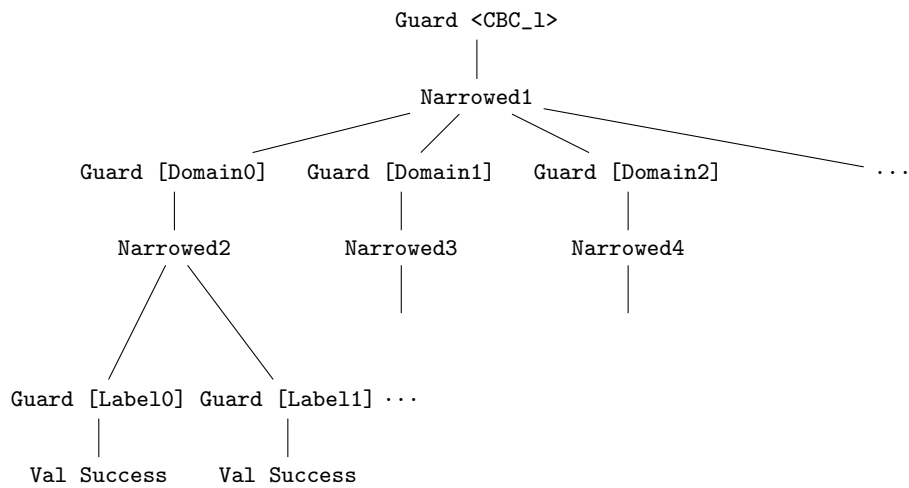 Guard <CBC_l>
Narrowed1
Guard [Domain0] Guard [Domain1] Guard [Domain2] ...
Narrowed2 Narrowed3 Narrowed4
Guard [Label0] Guard [Label1] ...
Val Success Val Success